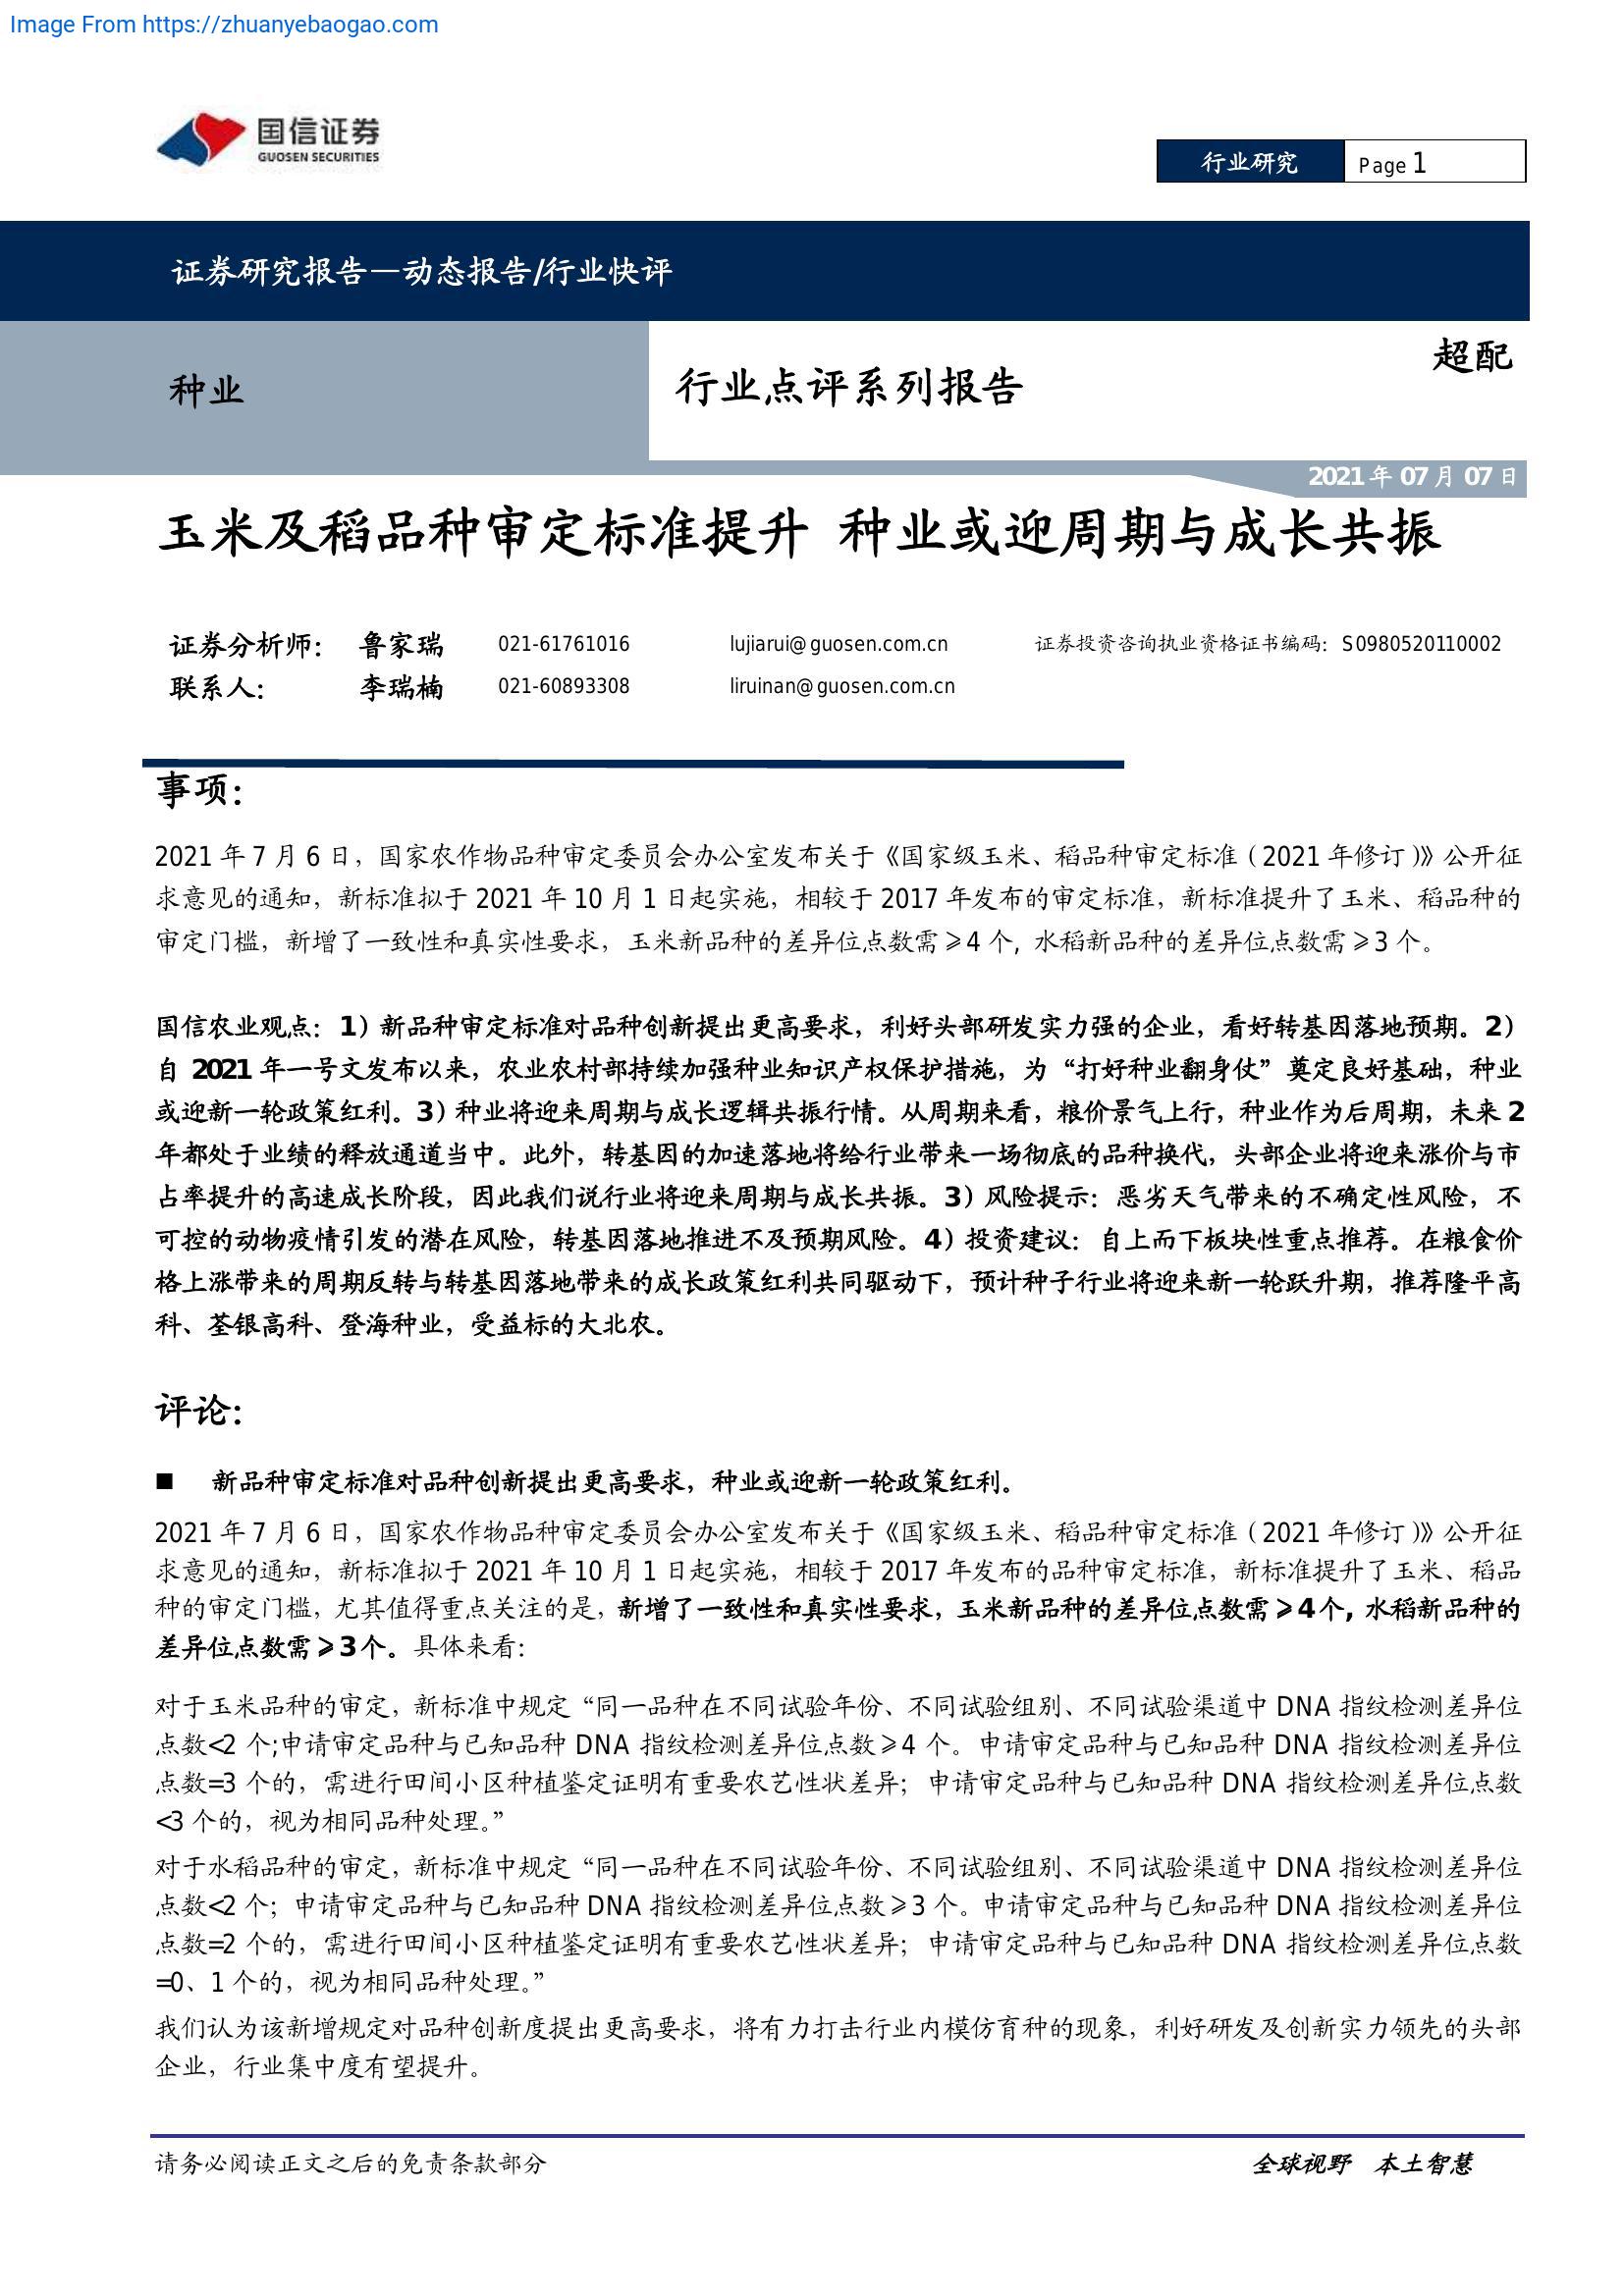 Image From https://zhuanyebaogao.com
国信证券
GUOSEN SECURITIES
行业研究 Page 1
证券研究报告—动态报告/行业快评
种业
行业点评系列报告
超配
2021年07月07日
玉米及稻品种审定标准提升 种业或迎周期与成长共振
证券分析师: 鲁家瑞 021-61761016 lujiarui@guosen.com.cn 证券投资咨询执业资格证书编码: S0980520110002
联系人: 李瑞楠 021-60893308 liruinan@guosen.com.cn
事项:
2021 年 7 月 6 日，国家农作物品种审定委员会办公室发布关于《国家级玉米、稻品种审定标准（2021 年修订）》公开征
求意见的通知，新标准拟于 2021 年 10 月 1 日起实施，相较于 2017 年发布的审定标准，新标准提升了玉米、稻品种的
审定门槛，新增了一致性和真实性要求，玉米新品种的差异位点数需≥4 个, 水稻新品种的差异位点数需≥3 个。
国信农业观点：1）新品种审定标准对品种创新提出更高要求，利好头部研发实力强的企业，看好转基因落地预期。2）
自 2021 年一号文发布以来，农业农村部持续加强种业知识产权保护措施，为“打好种业翻身仗”奠定良好基础，种业
或迎新一轮政策红利。3）种业将迎来周期与成长逻辑共振行情。从周期来看，粮价景气上行，种业作为后周期，未来 2
年都处于业绩的释放通道当中。此外，转基因的加速落地将给行业带来一场彻底的品种换代，头部企业将迎来涨价与市
占率提升的高速成长阶段，因此我们说行业将迎来周期与成长共振。3）风险提示：恶劣天气带来的不确定性风险，不
可控的动物疫情引发的潜在风险，转基因落地推进不及预期风险。4）投资建议：自上而下板块性重点推荐。在粮食价
格上涨带来的周期反转与转基因落地带来的成长政策红利共同驱动下，预计种子行业将迎来新一轮跃升期，推荐隆平高
科、荃银高科、登海种业，受益标的大北农。
评论:
■ 新品种审定标准对品种创新提出更高要求，种业或迎新一轮政策红利。
2021 年 7 月 6 日，国家农作物品种审定委员会办公室发布关于《国家级玉米、稻品种审定标准（2021 年修订）》公开征
求意见的通知，新标准拟于 2021 年 10 月 1 日起实施，相较于 2017 年发布的品种审定标准，新标准提升了玉米、稻品
种的审定门槛，尤其值得重点关注的是，新增了一致性和真实性要求，玉米新品种的差异位点数需≥4个, 水稻新品种的
差异位点数需≥3个。具体来看：
对于玉米品种的审定，新标准中规定“同一品种在不同试验年份、不同试验组别、不同试验渠道中 DNA 指纹检测差异位
点数<2 个;申请审定品种与已知品种 DNA 指纹检测差异位点数≥4 个。申请审定品种与已知品种 DNA 指纹检测差异位
点数=3 个的，需进行田间小区种植鉴定证明有重要农艺性状差异；申请审定品种与已知品种 DNA 指纹检测差异位点数
<3 个的，视为相同品种处理。”
对于水稻品种的审定，新标准中规定“同一品种在不同试验年份、不同试验组别、不同试验渠道中 DNA 指纹检测差异位
点数<2 个；申请审定品种与已知品种 DNA 指纹检测差异位点数≥3 个。申请审定品种与已知品种 DNA 指纹检测差异位
点数=2 个的，需进行田间小区种植鉴定证明有重要农艺性状差异；申请审定品种与已知品种 DNA 指纹检测差异位点数
=0、1 个的，视为相同品种处理。”
我们认为该新增规定对品种创新度提出更高要求，将有力打击行业内模仿育种的现象，利好研发及创新实力领先的头部
企业，行业集中度有望提升。
请务必阅读正文之后的免责条款部分
全球视野 本土智慧